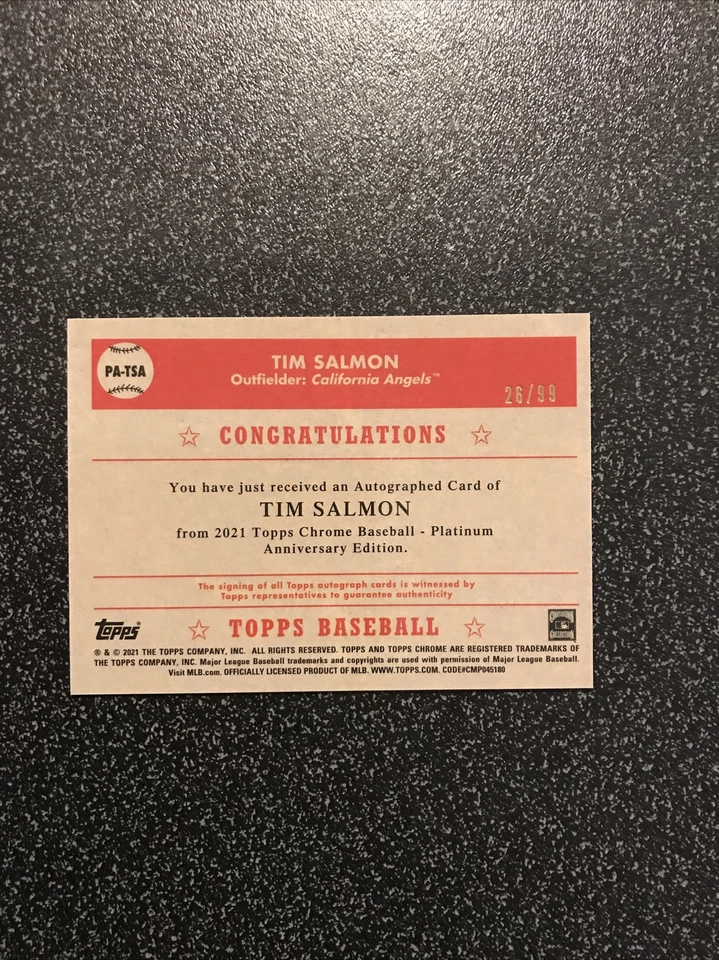 PA-TSA
TIM SALMON
Outfielder: California Angels™
26/99
☆ CONGRATULATIONS ☆
You have just received an Autographed Card of
TIM SALMON
from 2021 Topps Chrome Baseball - Platinum
Anniversary Edition.
The signing of all Topps autograph cards is witnessed by
Topps representatives to guarantee authenticity
Topps
☆ TOPPS BASEBALL ☆
® & © 2021 THE TOPPS COMPANY, INC. ALL RIGHTS RESERVED. TOPPS AND TOPPS CHROME ARE REGISTERED TRADEMARKS OF
THE TOPPS COMPANY, INC. Major League Baseball trademarks and copyrights are used with permission of Major League Baseball.
Visit MLB.com. OFFICIALLY LICENSED PRODUCT OF MLB. WWW.TOPPS.COM. CODE#CMP045180